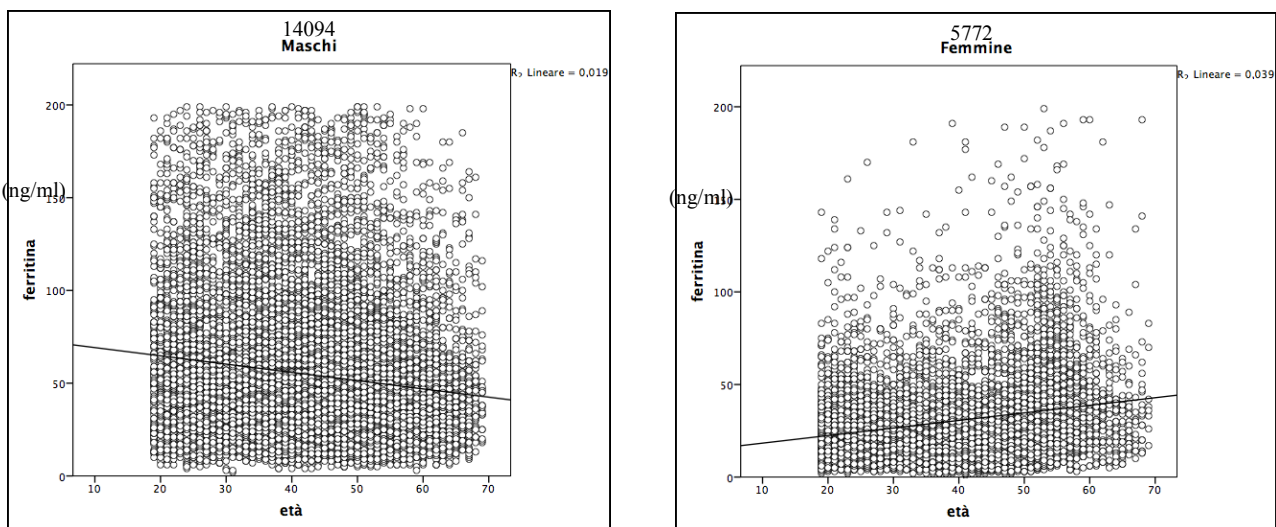 14094
Maschi
R₂ Lineare = 0,019
200
(ng/ml)
150
ferritina
100
50
0
10 20 30 40 50 60 70
età
5772
Femmine
R₂ Lineare = 0,039
200
(ng/ml)
150
ferritina
100
50
0
10 20 30 40 50 60 70
età